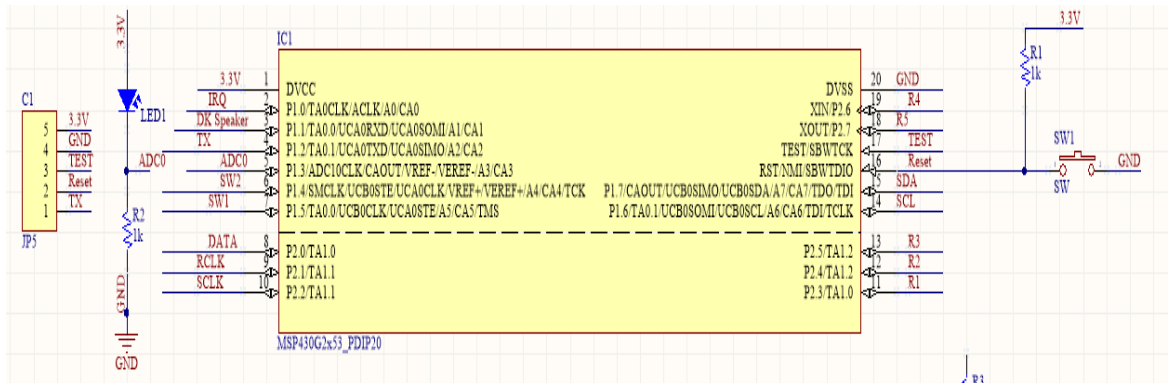 3.3V
LED1
ADC0
R2
1k
GND
GND
C1
5 3.3V
4 GND
3 TEST
2 Reset
1 TX
JP5
IC1
3.3V 1 DVCC
IRQ 2 P1.0/TA0CLK/ACLK/A0/CA0
DK Speaker 3 P1.1/TA0.0/UCA0RXD/UCA0SOMI/A1/CA1
TX 4 P1.2/TA0.1/UCA0TXD/UCA0SIMO/A2/CA2
ADC0 5 P1.3/ADC10CLK/CAOUT/VREF-/VEREF-/A3/CA3
SW2 6 P1.4/SMCLK/UCB0STE/UCA0CLK/VREF+/VEREF+/A4/CA4/TCK
SW1 7 P1.5/TA0.0/UCB0CLK/UCA0STE/A5/CA5/TMS
DATA 8 P2.0/TA1.0
RCLK 9 P2.1/TA1.1
SCLK 10 P2.2/TA1.1
DVSS 20 GND
XIN/P2.6 19 R4
XOUT/P2.7 18 R5
TEST/SBWTCK 17 TEST
RST/NMI/SBWTDIO 16 Reset
P1.7/CAOUT/UCB0SIMO/UCB0SDA/A7/CA7/TDO/TDI 15 SDA
P1.6/TA0.1/UCB0SOMI/UCB0SCL/A6/CA6/TDI/TCLK 14 SCL
P2.5/TA1.2 13 R3
P2.4/TA1.2 12 R2
P2.3/TA1.0 11 R1
MSP430G2x53_PDIP20
3.3V
R1
1k
SW1
SW
GND
R3